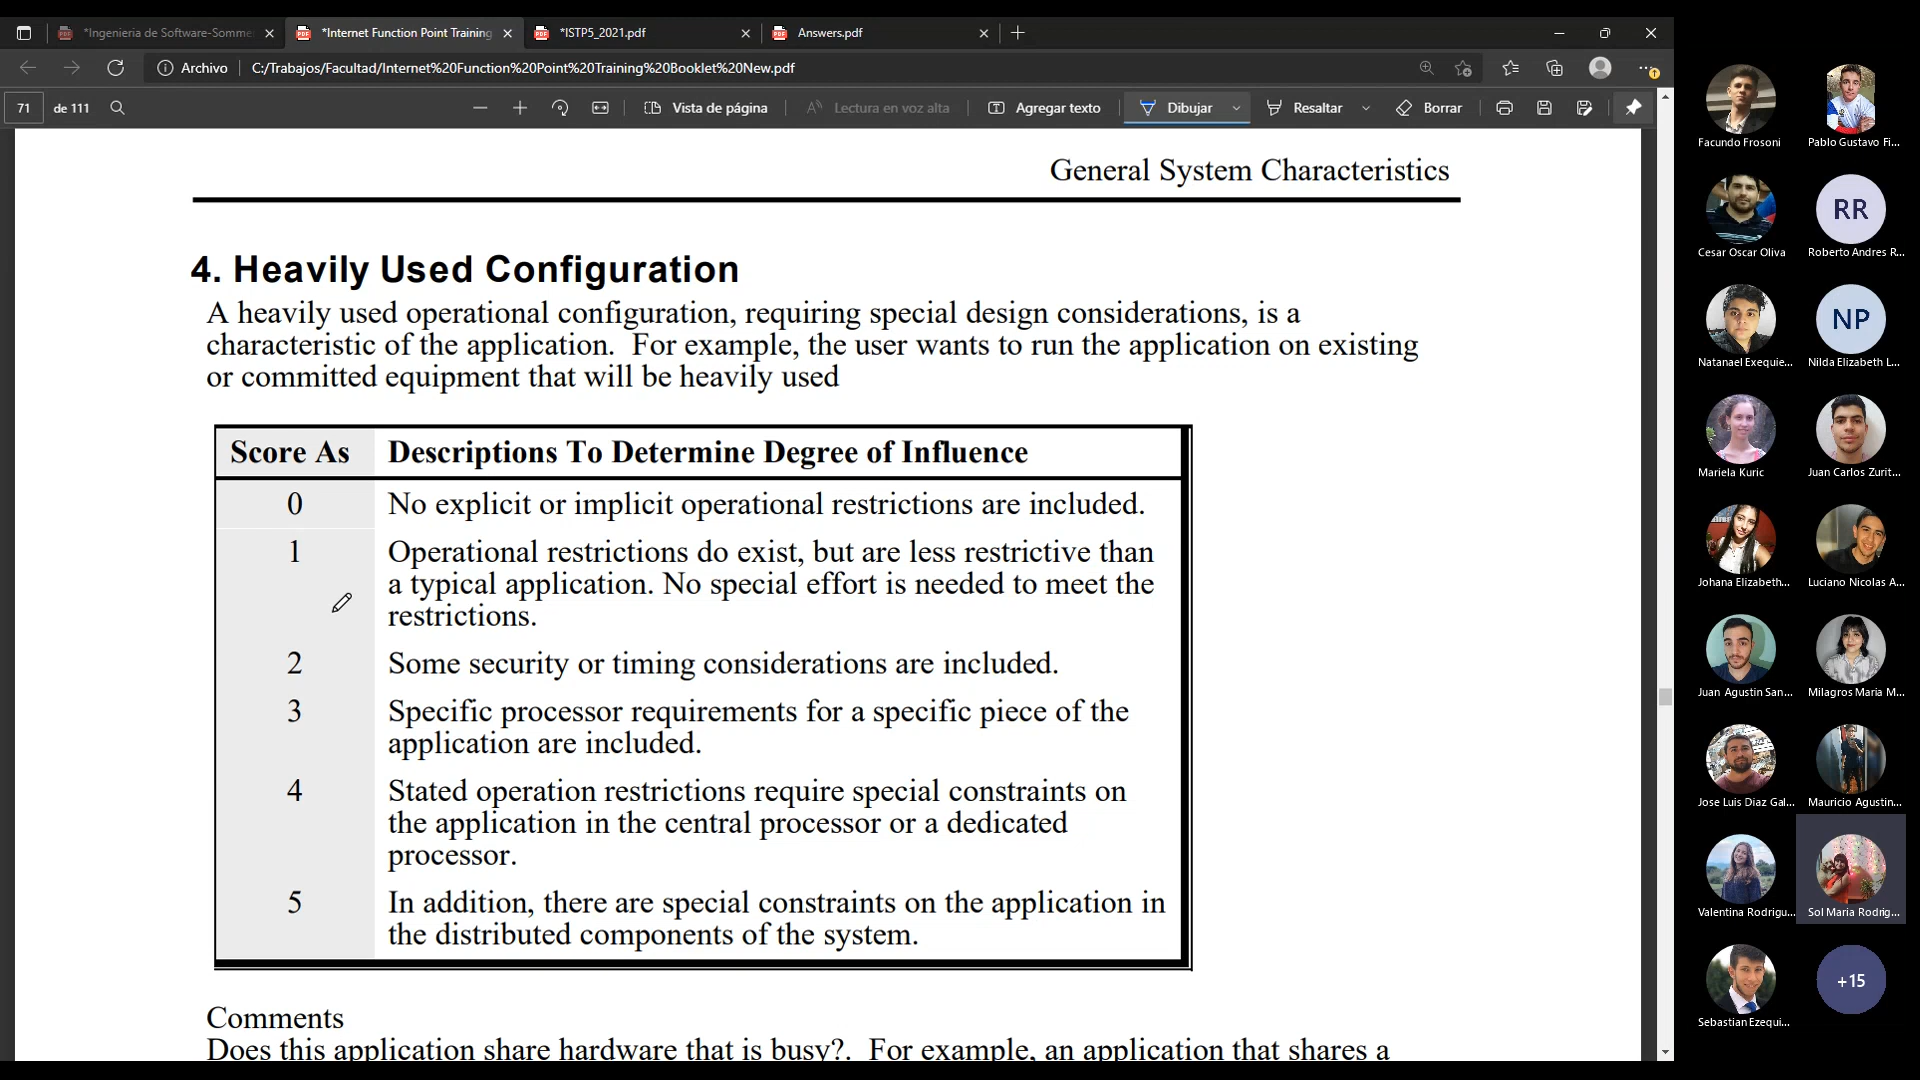 *Ingenieria de Software-Somme
*Internet Function Point Training
*ISTP5_2021.pdf
Answers.pdf
Archivo
C:/Trabajos/Facultad/Internet%20Function%20Point%20Training%20Booklet%20New.pdf
71 de 111
Vista de página
Lectura en voz alta
Agregar texto
Dibujar
Resaltar
Borrar
General System Characteristics
4. Heavily Used Configuration
A heavily used operational configuration, requiring special design considerations, is a
characteristic of the application. For example, the user wants to run the application on existing
or committed equipment that will be heavily used
Score As Descriptions To Determine Degree of Influence
0 No explicit or implicit operational restrictions are included.
1 Operational restrictions do exist, but are less restrictive than
a typical application. No special effort is needed to meet the
restrictions.
2 Some security or timing considerations are included.
3 Specific processor requirements for a specific piece of the
application are included.
4 Stated operation restrictions require special constraints on
the application in the central processor or a dedicated
processor.
5 In addition, there are special constraints on the application in
the distributed components of the system.
Comments
Does this application share hardware that is busy?. For example, an application that shares a
Facundo Frosoni
Pablo Gustavo Fi...
Cesar Oscar Oliva
RR
Roberto Andres R...
Natanael Exequie...
NP
Nilda Elizabeth L...
Mariela Kuric
Juan Carlos Zurit...
Johana Elizabeth...
Luciano Nicolas A...
Juan Agustin San...
Milagros Maria M...
Jose Luis Diaz Gal...
Mauricio Agustin...
Valentina Rodrigu...
Sol Maria Rodrig...
Sebastian Ezequi...
+15